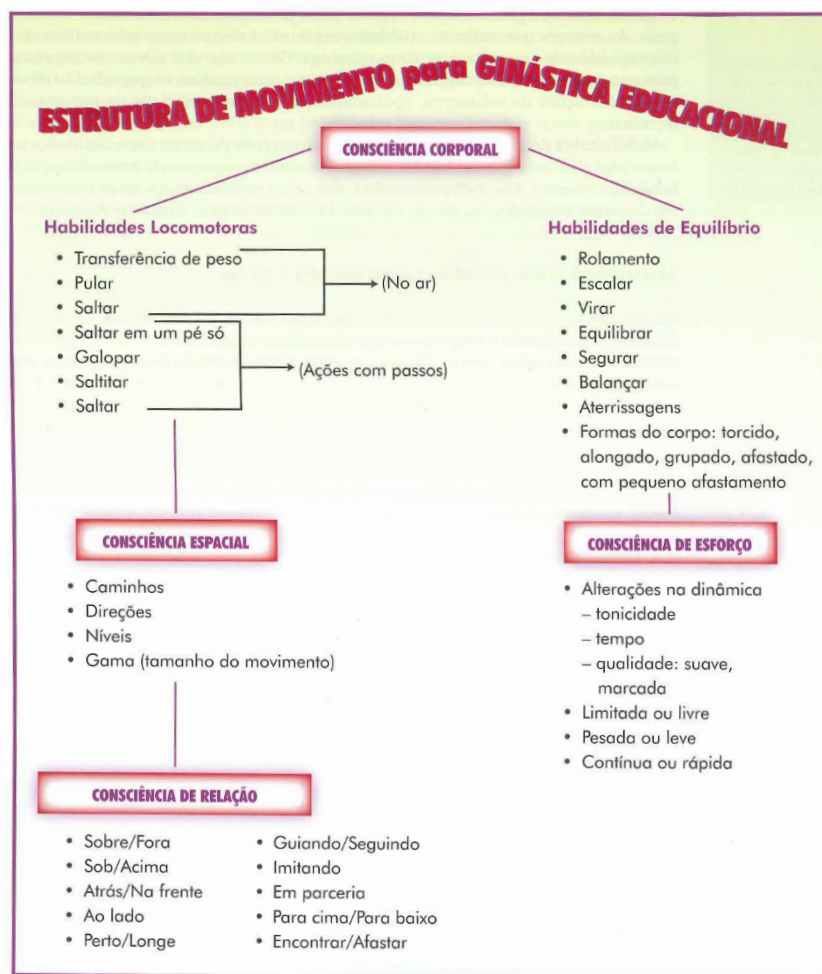 ESTRUTURA DE MOVIMENTO para GINÁSTICA EDUCACIONAL
CONSCIÊNCIA CORPORAL
Habilidades Locomotoras
• Transferência de peso
• Pular
• Saltar
(No ar)
• Saltar em um pé só
• Galopar
• Saltitar
• Saltar
(Ações com passos)
Habilidades de Equilíbrio
• Rolamento
• Escalar
• Virar
• Equilibrar
• Segurar
• Balançar
• Aterrissagens
• Formas do corpo: torcido,
alongado, grupado, afastado,
com pequeno afastamento
CONSCIÊNCIA ESPACIAL
• Caminhos
• Direções
• Níveis
• Gama (tamanho do movimento)
CONSCIÊNCIA DE ESFORÇO
• Alterações na dinâmica
– tonicidade
– tempo
– qualidade: suave,
marcada
• Limitada ou livre
• Pesada ou leve
• Contínua ou rápida
CONSCIÊNCIA DE RELAÇÃO
• Sobre/Fora
• Sob/Acima
• Atrás/Na frente
• Ao lado
• Perto/Longe
• Guiando/Seguindo
• Imitando
• Em parceria
• Para cima/Para baixo
• Encontrar/Afastar